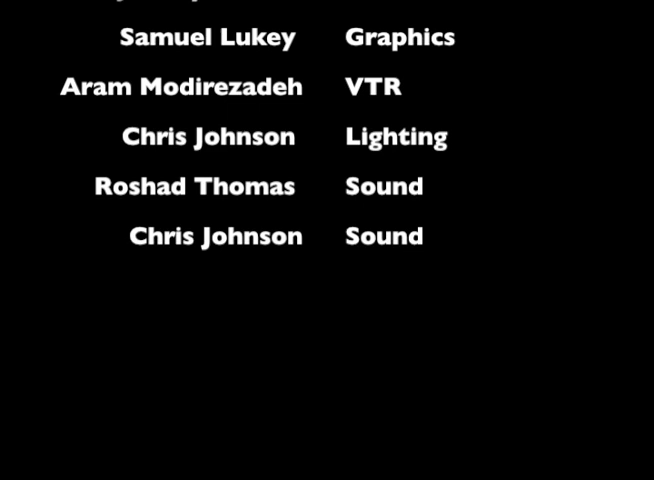 Samuel Lukey Graphics
Aram Modirezadeh VTR
Chris Johnson Lighting
Roshad Thomas Sound
Chris Johnson Sound